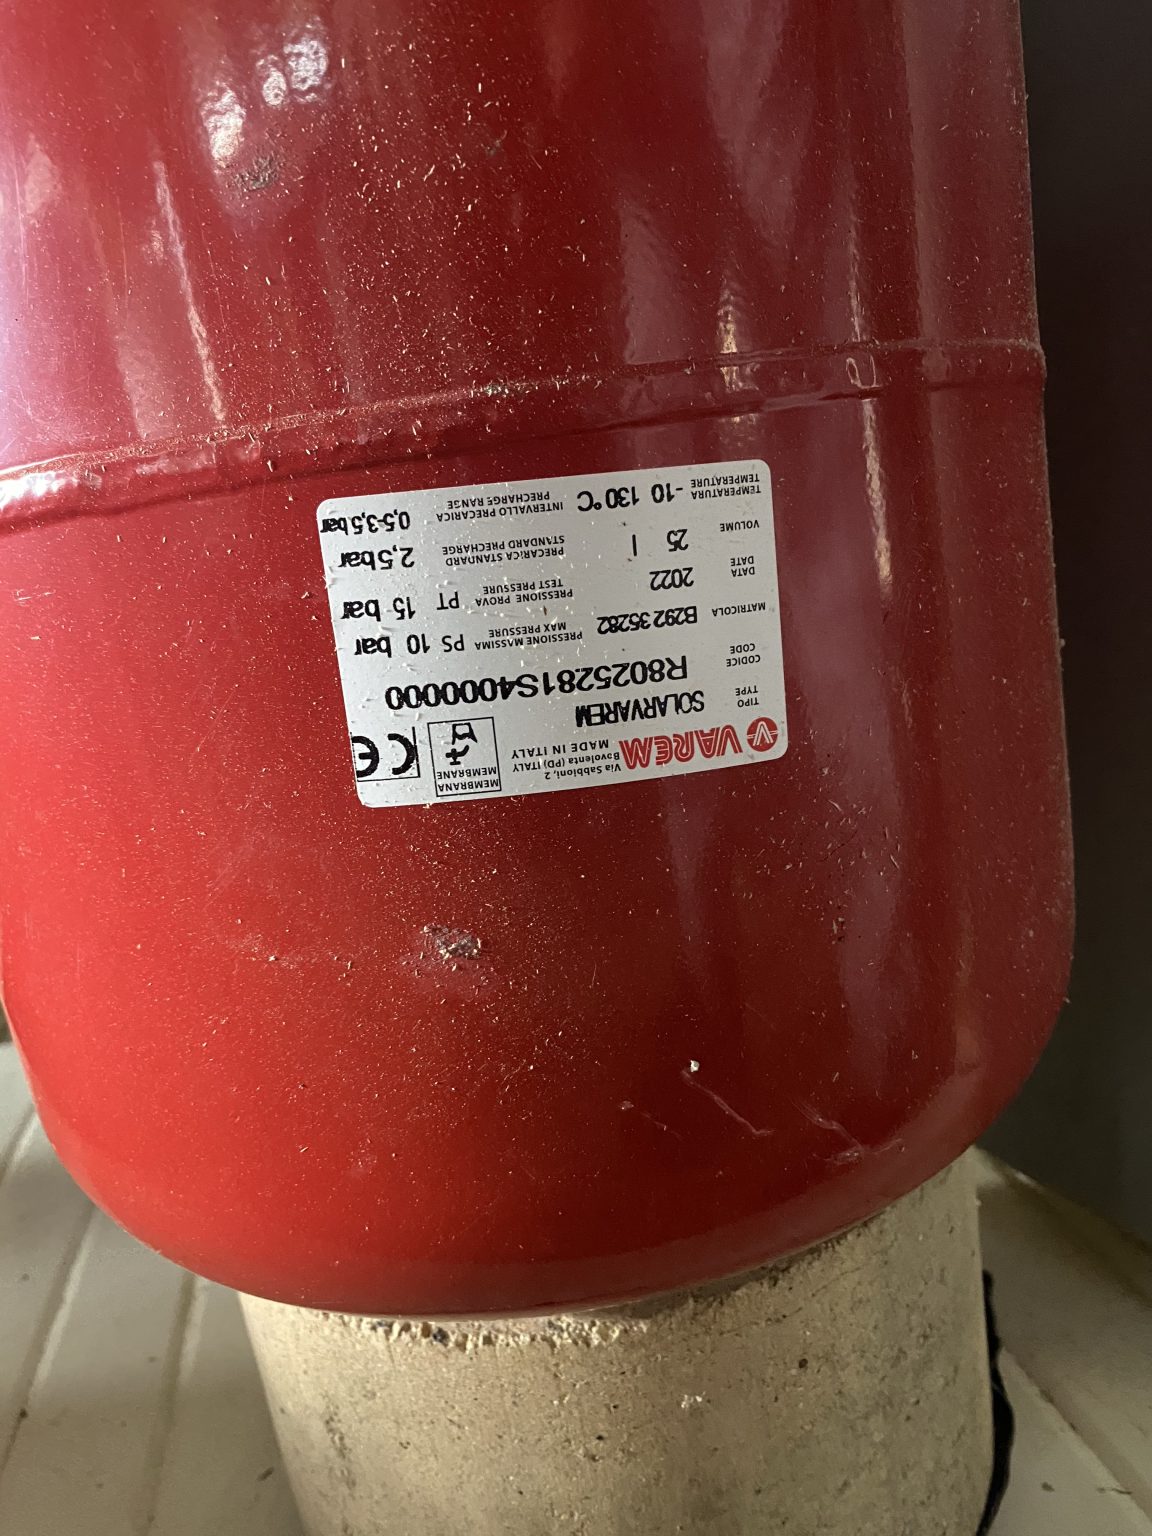 VAREM
Via Sabbioni, 2
Bovolenta (PD) ITALY
MADE IN ITALY
MEMBRANA
MEMBRANE
CE
TIPO
TYPE
SOLARVAREM
CODICE
CODE
R8025281S4000000
MATRICOLA
B292 35282
PRESSIONE MASSIMA
MAX PRESSURE
PS 10 bar
DATA
DATE
2022
PRESSIONE PROVA
TEST PRESSURE
PT 15 bar
VOLUME
25 l
PRECARICA STANDARD
STANDARD PRECHARGE
2,5 bar
TEMPERATURA
TEMPERATURE
-10 130 °C
INTERVALLO PRECARICA
PRECHARGE RANGE
0,5-3,5 bar